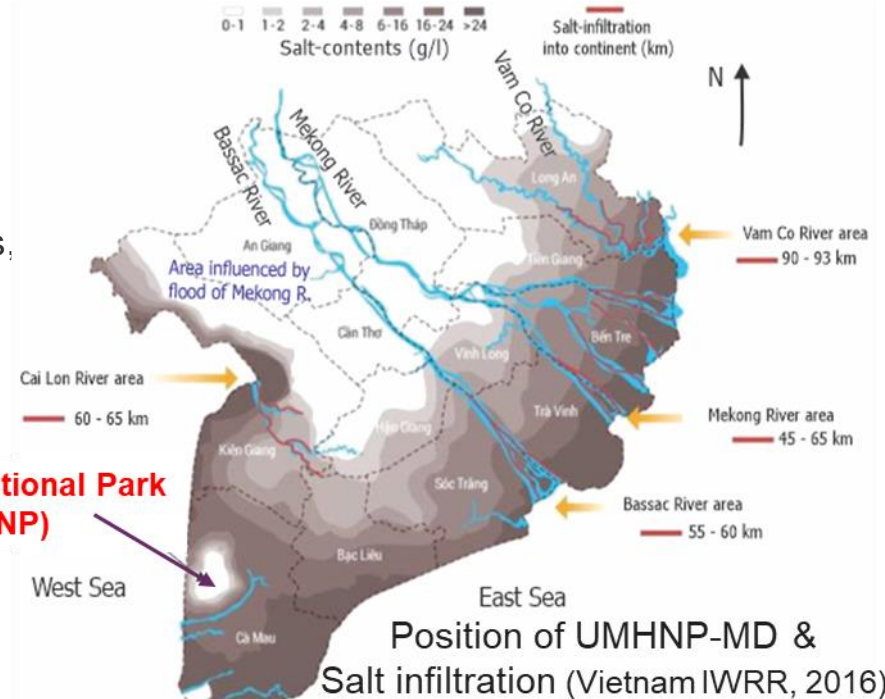 0-1 1-2 2-4 4-8 6-16 16-24 >24
Salt-contents (g/l)
Salt-infiltration
into continent (km)
N
Vam Co River
Mekong River
Bassac River
Long An
Đồng Tháp
An Giang
Tiền Giang
Vam Co River area
90 - 93 km
s,
Area influenced by
flood of Mekong R.
Cần Thơ
Vĩnh Long
Bến Tre
Cai Lon River area
60 - 65 km
Trà Vinh
Mekong River area
45 - 65 km
Hậu Giang
Kiên Giang
tional Park
NP)
Sóc Trăng
Bassac River area
55 - 60 km
Bạc Liêu
West Sea
East Sea
Cà Mau
Position of UMHNP-MD &
Salt infiltration (Vietnam IWRR, 2016)